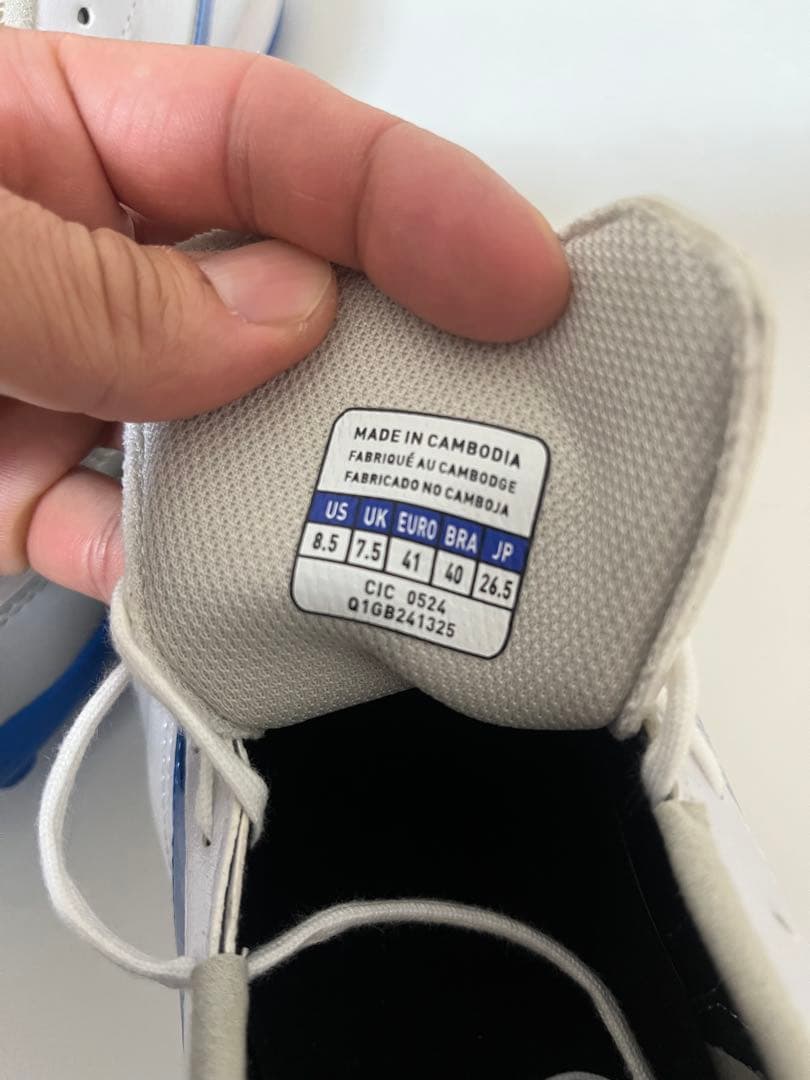 MADE IN CAMBODIA
FABRIQUÉ AU CAMBODGE
FABRICADO NO CAMBOJA
US UK EURO BRA JP
8.5 7.5 41 40 26.5
CIC 0524
Q1GB241325